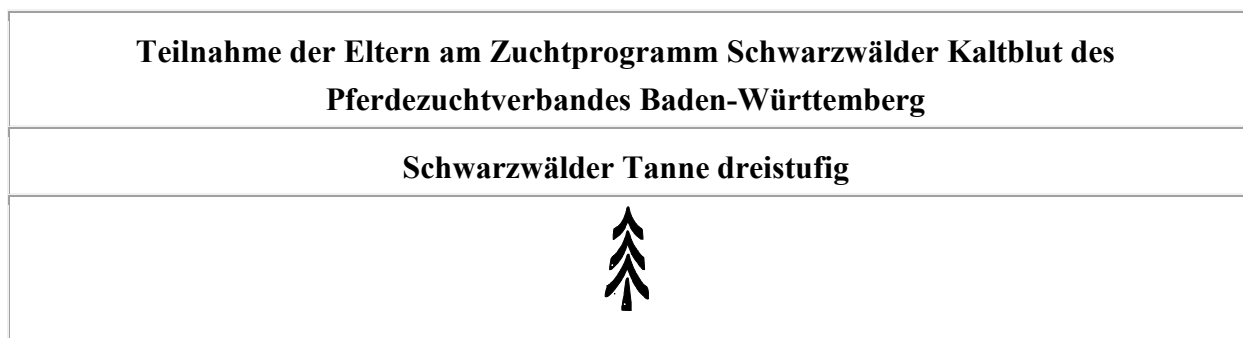 Teilnahme der Eltern am Zuchtprogramm Schwarzwälder Kaltblut des
Pferdezuchtverbandes Baden-Württemberg
Schwarzwälder Tanne dreistufig